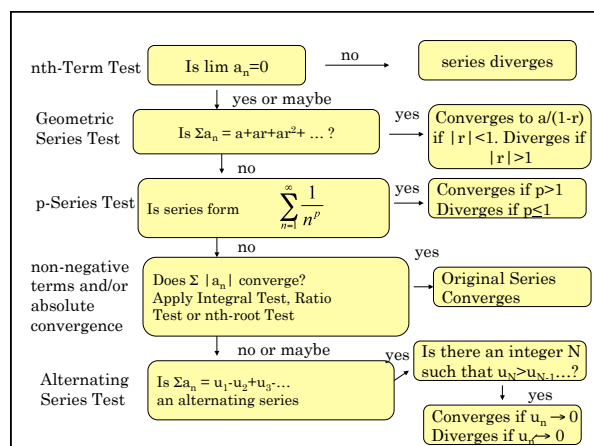 nth-Term Test
Is lim aₙ=0
no
series diverges
yes or maybe
Geometric
Series Test
Is Σaₙ = a+ar+ar²+ … ?
yes
Converges to a/(1-r)
if |r|<1. Diverges if
|r|>1
no
p-Series Test
Is series form ∑_{n=1}^{∞} 1/n^p
yes
Converges if p>1
Diverges if p≤1
no
non-negative
terms and/or
absolute
convergence
Does Σ |aₙ| converge?
Apply Integral Test, Ratio
Test or nth-root Test
yes
Original Series
Converges
no or maybe
Alternating
Series Test
Is Σaₙ = u₁-u₂+u₃-…
an alternating series
yes
Is there an integer N
such that u_N>u_{N-1}…?
yes
Converges if uₙ → 0
Diverges if uₙ ↛ 0